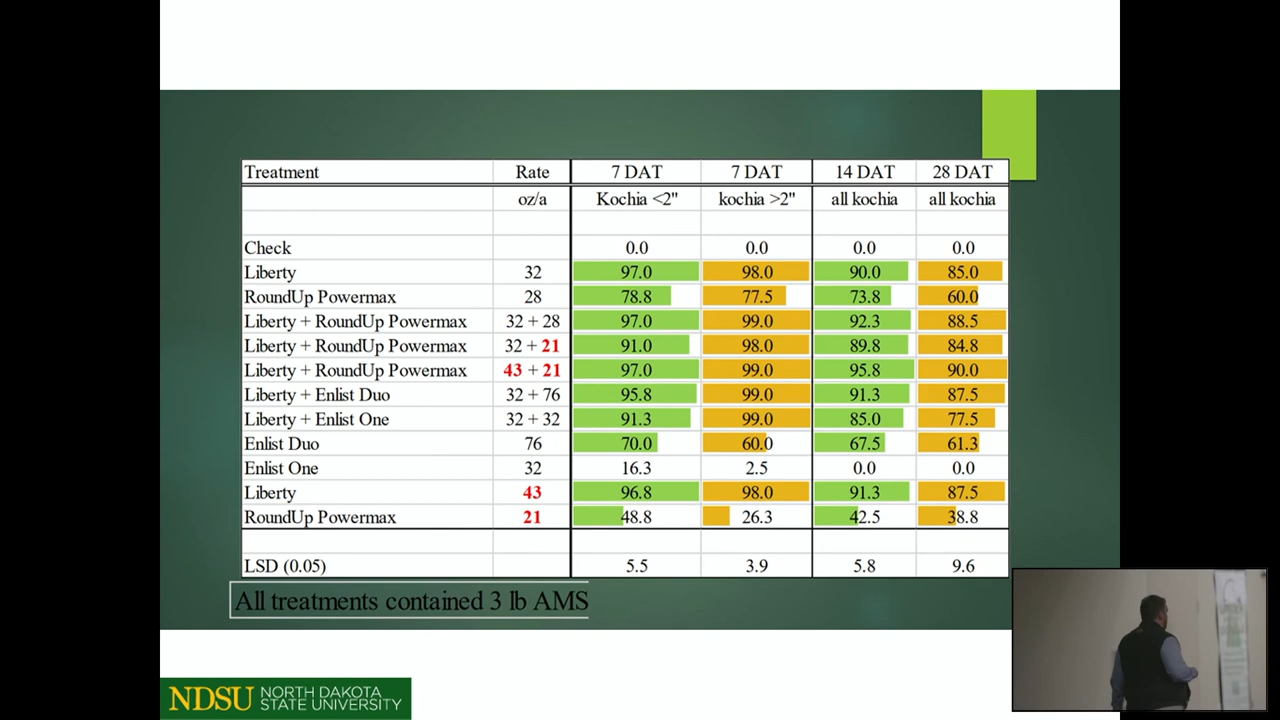 Treatment Rate 7 DAT 7 DAT 14 DAT 28 DAT
oz/a Kochia <2" kochia >2" all kochia all kochia
Check 0.0 0.0 0.0 0.0
Liberty 32 97.0 98.0 90.0 85.0
RoundUp Powermax 28 78.8 77.5 73.8 60.0
Liberty + RoundUp Powermax 32 + 28 97.0 99.0 92.3 88.5
Liberty + RoundUp Powermax 32 + 21 91.0 98.0 89.8 84.8
Liberty + RoundUp Powermax 43 + 21 97.0 99.0 95.8 90.0
Liberty + Enlist Duo 32 + 76 95.8 99.0 91.3 87.5
Liberty + Enlist One 32 + 32 91.3 99.0 85.0 77.5
Enlist Duo 76 70.0 60.0 67.5 61.3
Enlist One 32 16.3 2.5 0.0 0.0
Liberty 43 96.8 98.0 91.3 87.5
RoundUp Powermax 21 48.8 26.3 42.5 38.8
LSD (0.05) 5.5 3.9 5.8 9.6
All treatments contained 3 lb AMS
NDSU NORTH DAKOTA
STATE UNIVERSITY